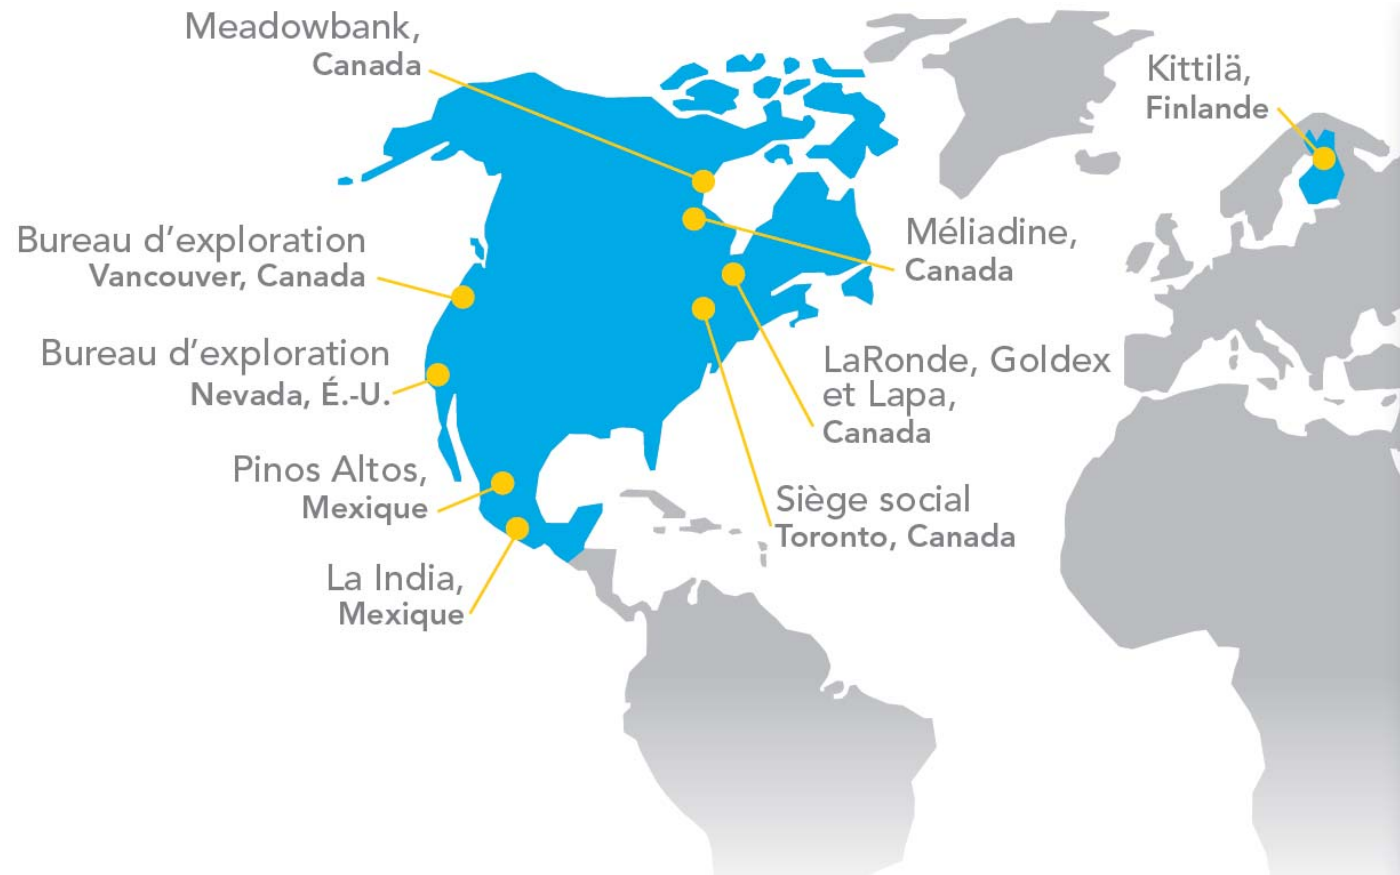 Meadowbank,
Canada
Kittilä,
Finlande
Bureau d’exploration
Vancouver, Canada
Méliadine,
Canada
Bureau d’exploration
Nevada, É.-U.
LaRonde, Goldex
et Lapa,
Canada
Pinos Altos,
Mexique
Siège social
Toronto, Canada
La India,
Mexique